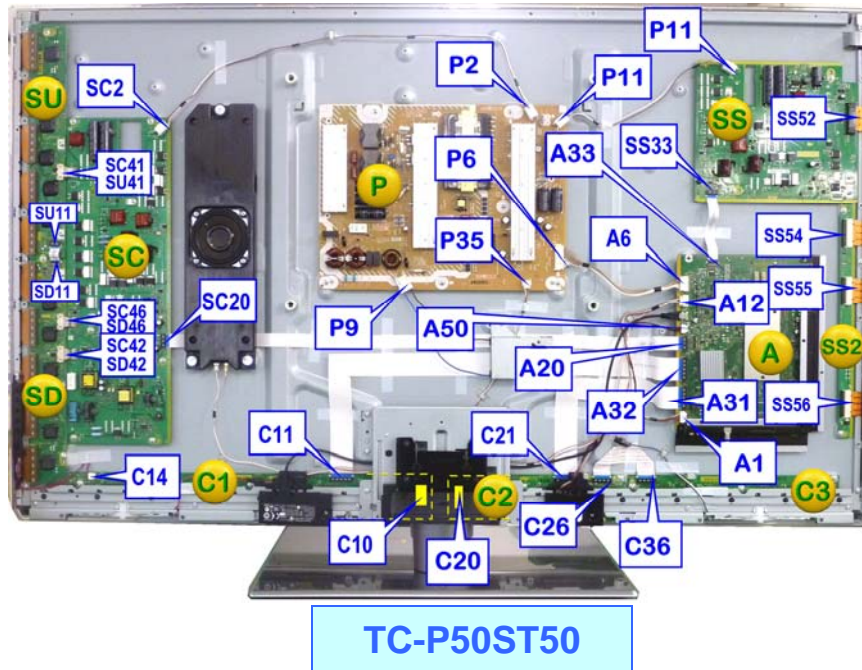 P11
SC2
P2
P11
SU
SS
SS52
P6
A33
SS33
SC41
SU41
P
SU11
SC
P35
A6
SS54
SD11
A12
SS55
SC46
SD46
SC20
P9
A50
A
SC42
SD42
A20
SS2
SD
A32
A31
SS56
C11
C21
A1
C14
C1
C2
C3
C10
C20
C26
C36
TC-P50ST50